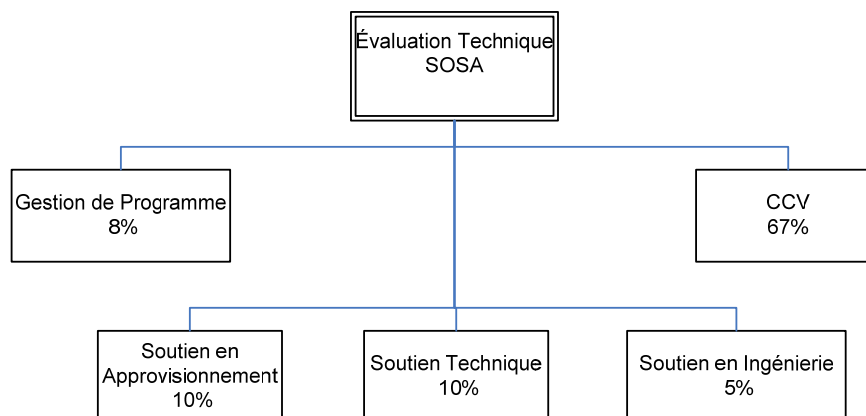 Évaluation Technique
SOSA
Gestion de Programme
8%
CCV
67%
Soutien en
Approvisionnement
10%
Soutien Technique
10%
Soutien en Ingénierie
5%